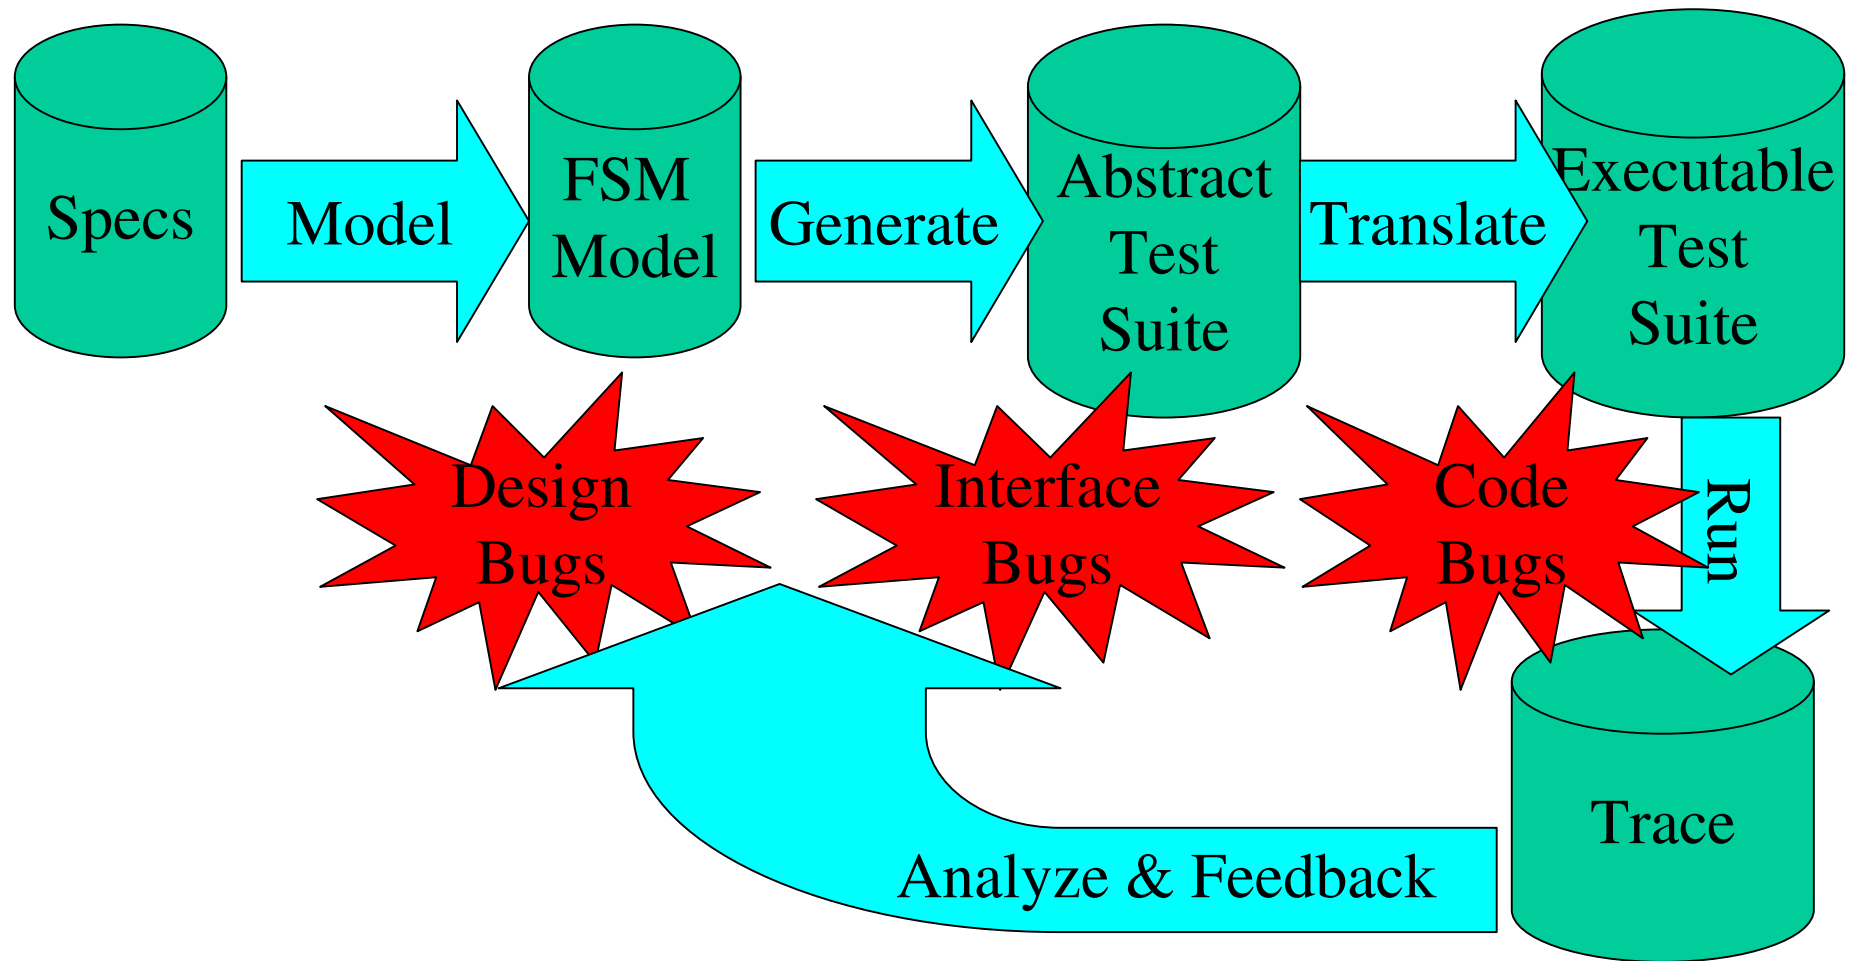 Specs
Model
FSM
Model
Generate
Abstract
Test
Suite
Translate
Executable
Test
Suite
Design
Bugs
Interface
Bugs
Code
Bugs
Run
Trace
Analyze & Feedback